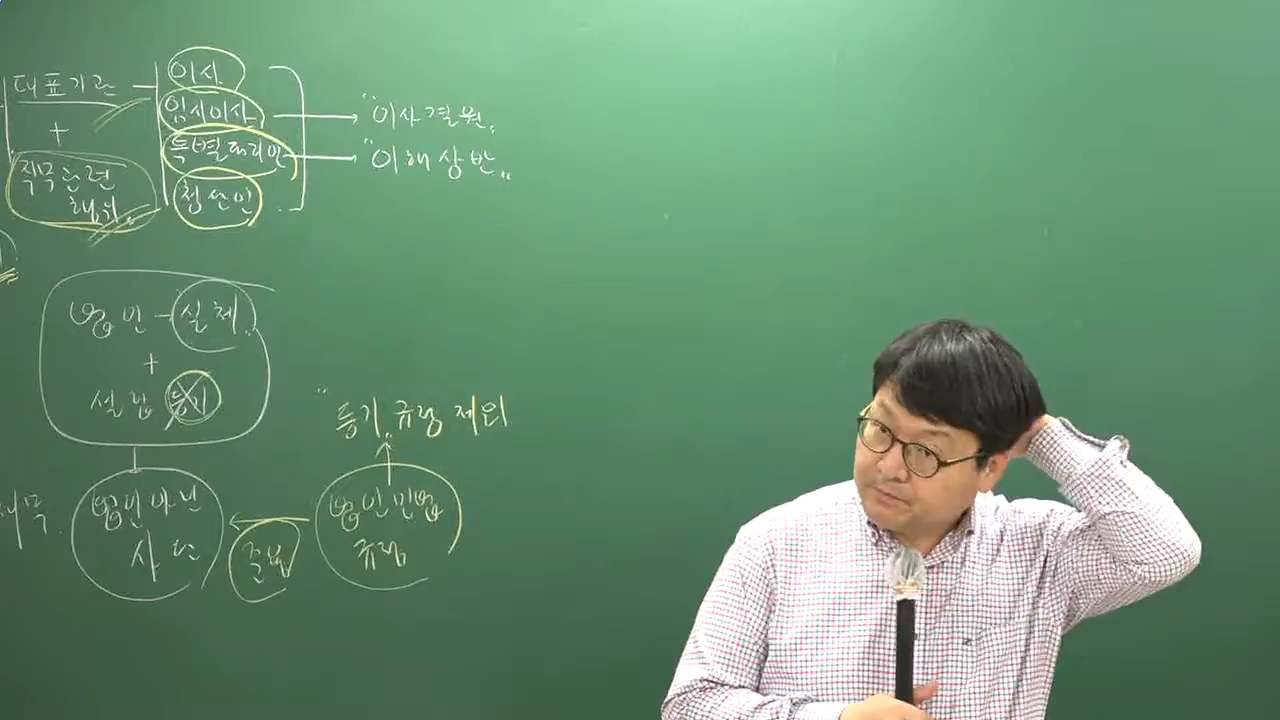 대표기관
+
직무관련
행위
이사
임시이사
특별대리인
청산인
"이사결원"
"이해상반"
법인-실체
+
설립등기
법인아닌
사단
준용
법인민법
규정
"등기"규정 제외